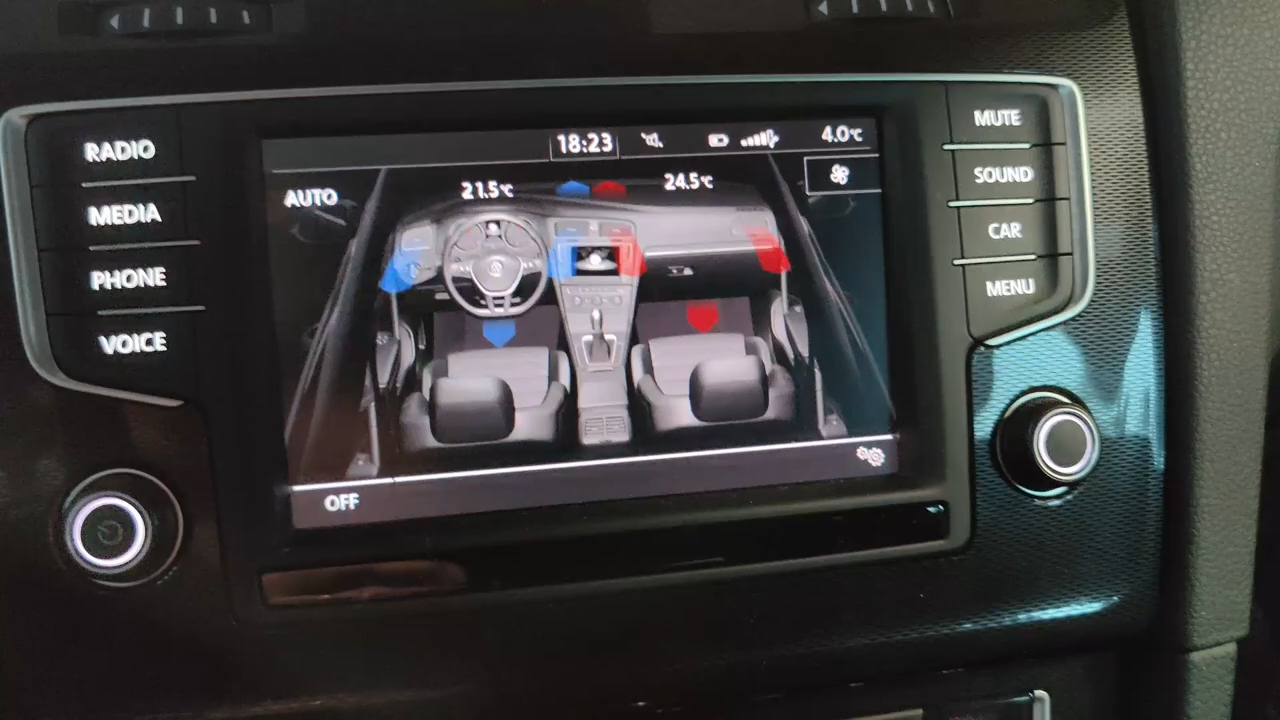 RADIO
MEDIA
PHONE
VOICE
18:23
4.0°C
AUTO
21.5°C
24.5°C
OFF
MUTE
SOUND
CAR
MENU